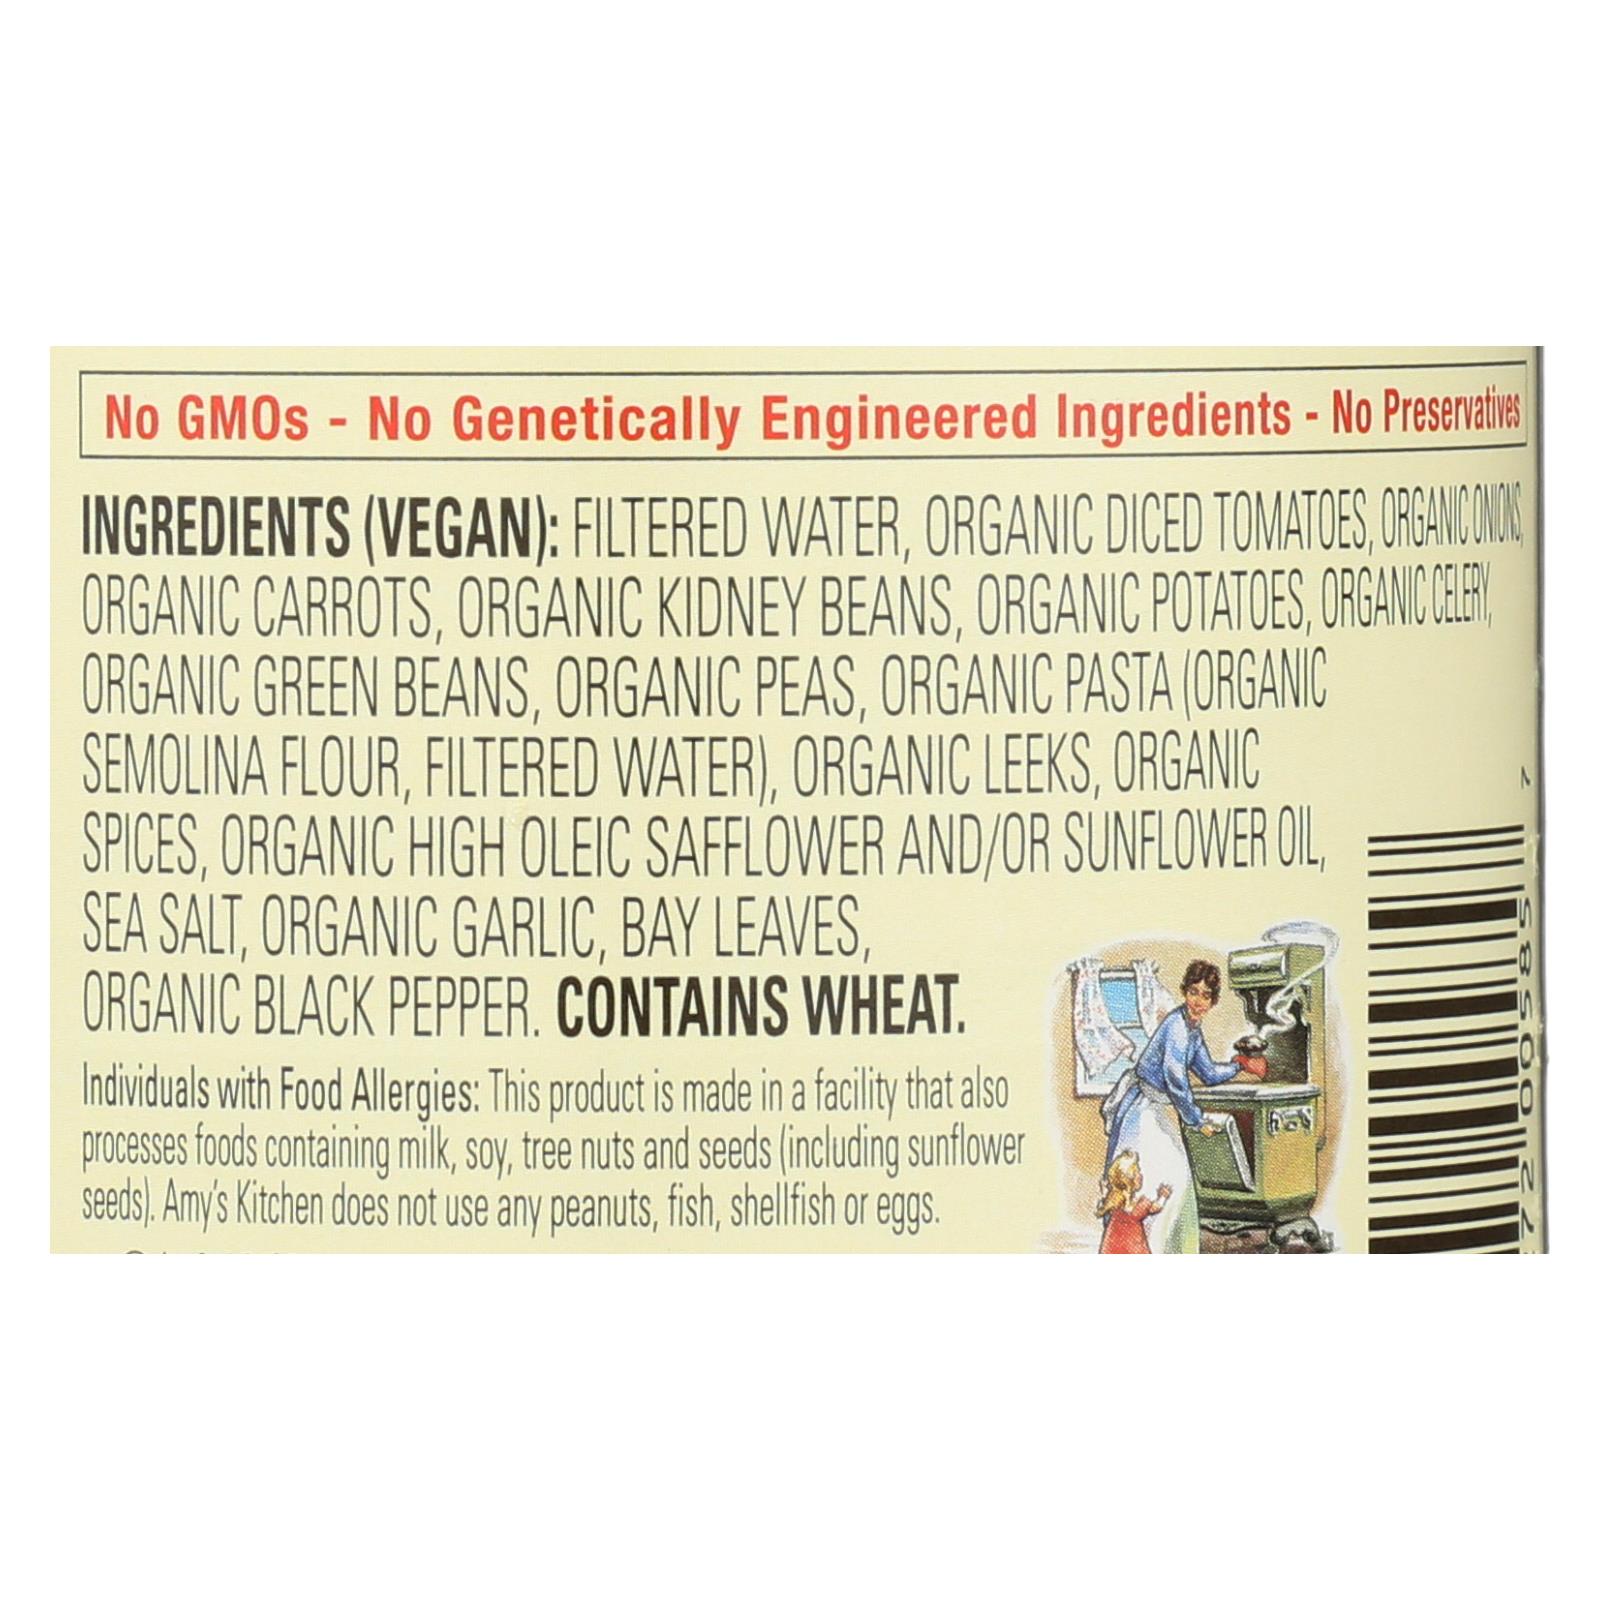 No GMOs - No Genetically Engineered Ingredients - No Preservatives
INGREDIENTS (VEGAN): FILTERED WATER, ORGANIC DICED TOMATOES, ORGANIC ONIONS,
ORGANIC CARROTS, ORGANIC KIDNEY BEANS, ORGANIC POTATOES, ORGANIC CELERY,
ORGANIC GREEN BEANS, ORGANIC PEAS, ORGANIC PASTA (ORGANIC
SEMOLINA FLOUR, FILTERED WATER), ORGANIC LEEKS, ORGANIC
SPICES, ORGANIC HIGH OLEIC SAFFLOWER AND/OR SUNFLOWER OIL,
SEA SALT, ORGANIC GARLIC, BAY LEAVES,
ORGANIC BLACK PEPPER. CONTAINS WHEAT.
Individuals with Food Allergies: This product is made in a facility that also
processes foods containing milk, soy, tree nuts and seeds (including sunflower
seeds). Amy's Kitchen does not use any peanuts, fish, shellfish or eggs.
72 00585 7